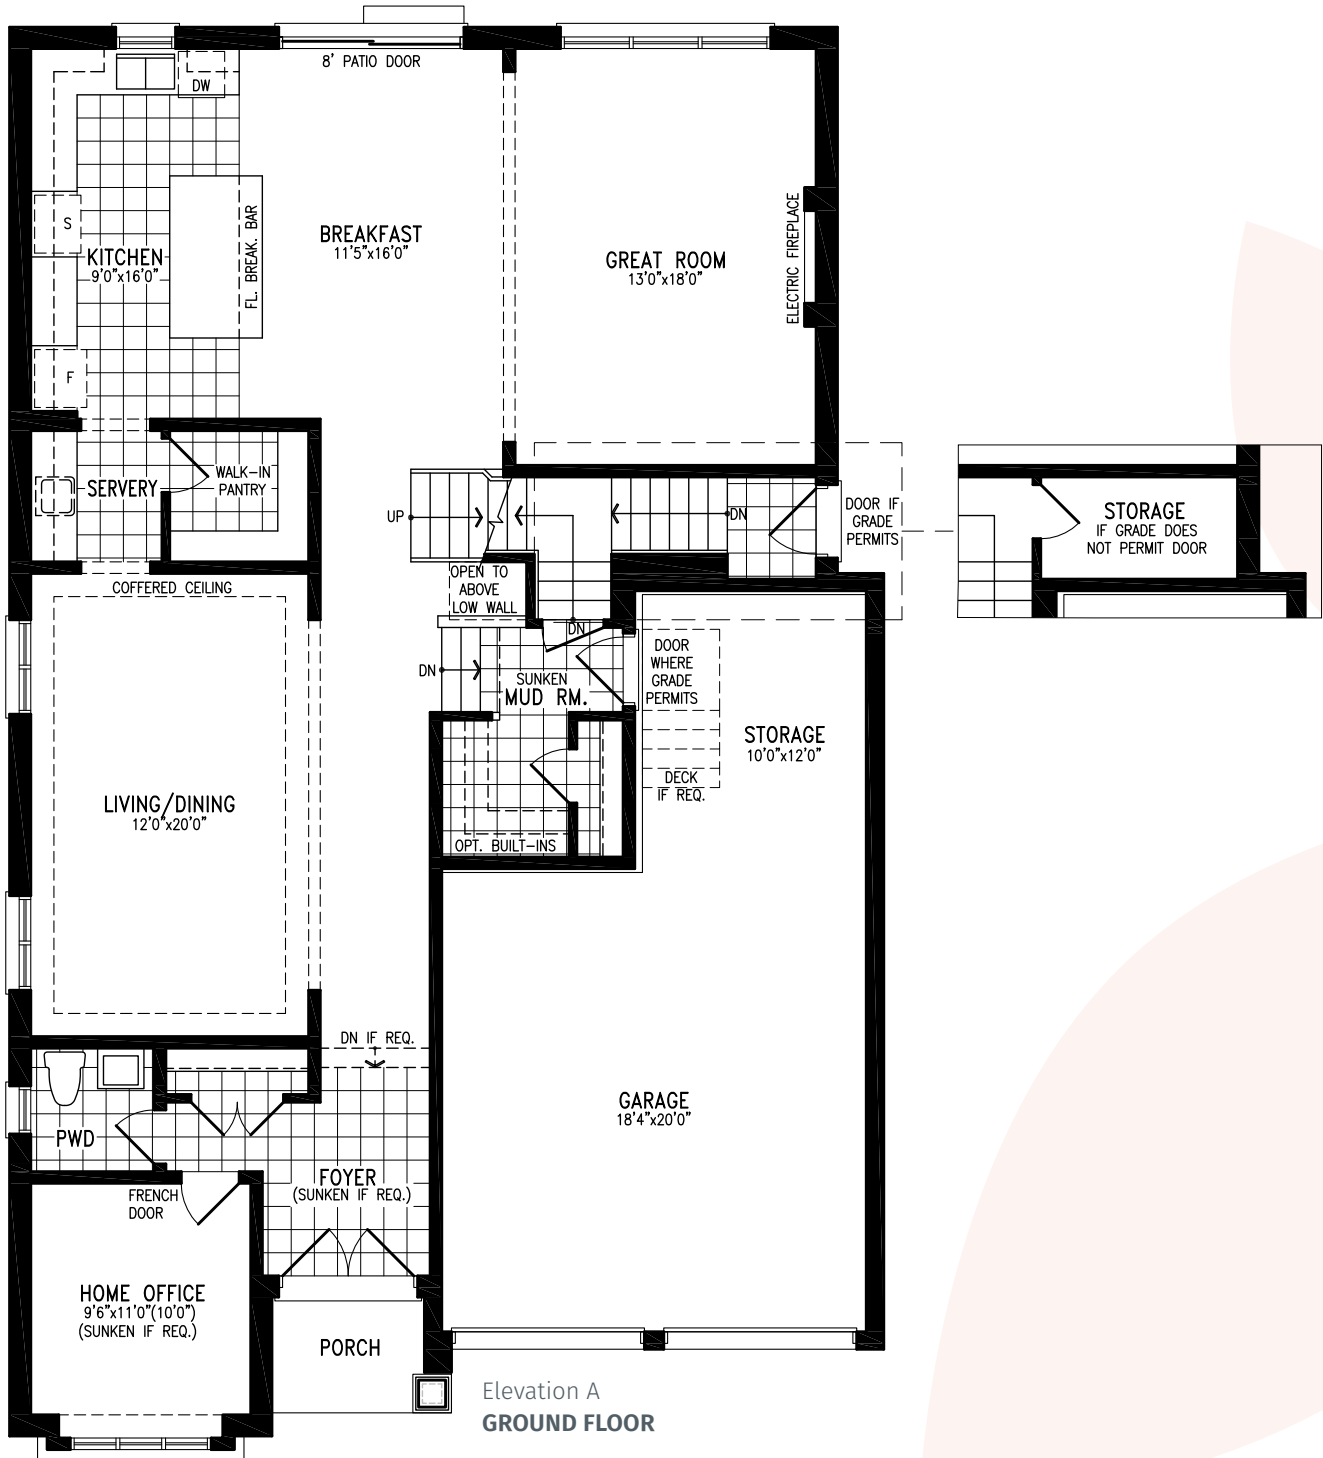 8' PATIO DOOR
DW
S
KITCHEN
9'0"x16'0"
FL. BREAK. BAR
BREAKFAST
11'5"x16'0"
GREAT ROOM
13'0"x18'0"
ELECTRIC FIREPLACE
F
SERVERY
WALK-IN
PANTRY
UP
DN
DOOR IF
GRADE
PERMITS
STORAGE
IF GRADE DOES
NOT PERMIT DOOR
COFFERED CEILING
OPEN TO
ABOVE
LOW WALL
DN
DN
SUNKEN
MUD RM.
DOOR
WHERE
GRADE
PERMITS
STORAGE
10'0"x12'0"
DECK
IF REQ.
LIVING/DINING
12'0"x20'0"
OPT. BUILT-INS
DN IF REQ.
GARAGE
18'4"x20'0"
PWD
FOYER
(SUNKEN IF REQ.)
FRENCH
DOOR
HOME OFFICE
9'6"x11'0"(10'0")
(SUNKEN IF REQ.)
PORCH
Elevation A
GROUND FLOOR